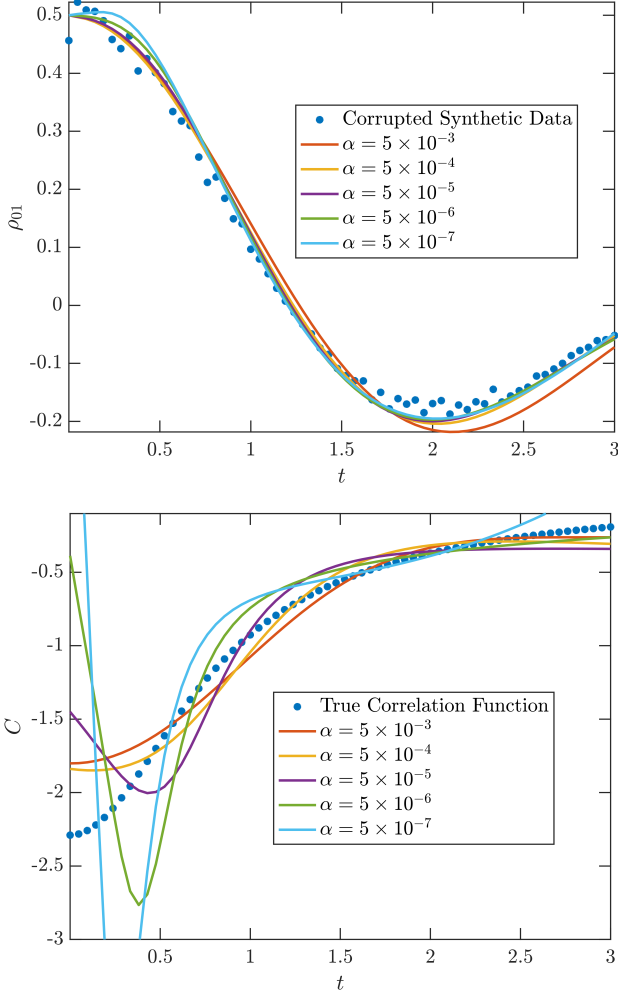 0.5
0.4
0.3
0.2
0.1
0
-0.1
-0.2
ρ₀₁
Corrupted Synthetic Data
α = 5 × 10⁻³
α = 5 × 10⁻⁴
α = 5 × 10⁻⁵
α = 5 × 10⁻⁶
α = 5 × 10⁻⁷
0.5 1 1.5 2 2.5 3
t
-0.5
-1
-1.5
-2
-2.5
-3
C
True Correlation Function
α = 5 × 10⁻³
α = 5 × 10⁻⁴
α = 5 × 10⁻⁵
α = 5 × 10⁻⁶
α = 5 × 10⁻⁷
0.5 1 1.5 2 2.5 3
t